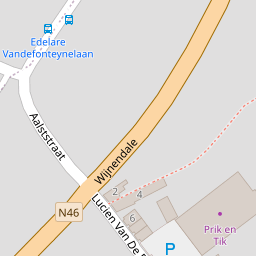 Edelare
Vandefonteynelaan
Aalststraat
Wijnendale
2
4
N46
Lucien Van De
6
Prik en
Tik
P